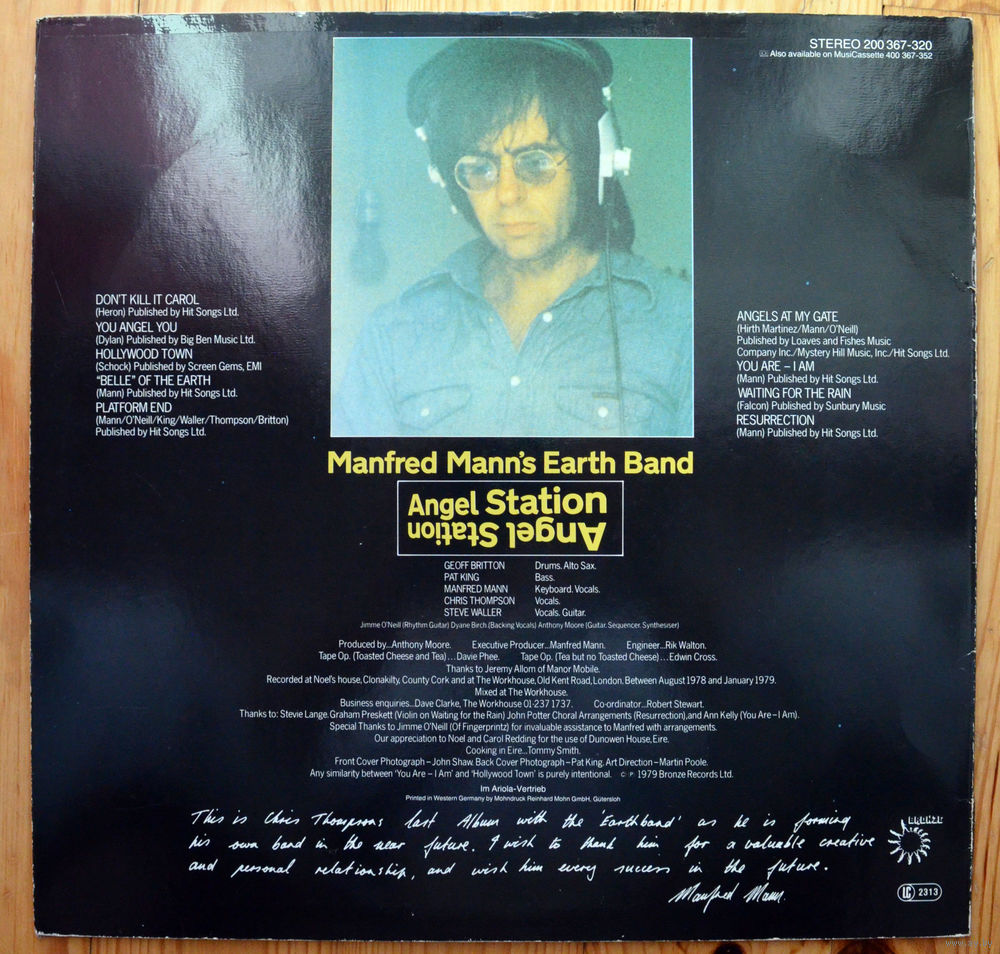 STEREO 200 367-320
Also available on MusiCassette 400 367-352
DON'T KILL IT CAROL
(Heron) Published by Hit Songs Ltd.
YOU ANGEL YOU
(Dylan) Published by Big Ben Music Ltd.
HOLLYWOOD TOWN
(Schock) Published by Screen Gems, EMI
"BELLE" OF THE EARTH
(Mann) Published by Hit Songs Ltd.
PLATFORM END
(Mann/O'Neill/King/Waller/Thompson/Britton)
Published by Hit Songs Ltd.
ANGELS AT MY GATE
(Hirth Martinez/Mann/O'Neill)
Published by Loaves and Fishes Music
Company Inc./Mystery Hill Music, Inc./Hit Songs Ltd.
YOU ARE – I AM
(Mann) Published by Hit Songs Ltd.
WAITING FOR THE RAIN
(Falcon) Published by Sunbury Music
RESURRECTION
(Mann) Published by Hit Songs Ltd.
Manfred Mann's Earth Band
Angel Station
Angel Station
GEOFF BRITTON Drums. Alto Sax.
PAT KING Bass.
MANFRED MANN Keyboard. Vocals.
CHRIS THOMPSON Vocals.
STEVE WALLER Vocals. Guitar.
Jimme O'Neill (Rhythm Guitar) Dyane Birch (Backing Vocals) Anthony Moore (Guitar. Sequencer. Synthesiser)
Produced by...Anthony Moore. Executive Producer...Manfred Mann. Engineer...Rik Walton.
Tape Op. (Toasted Cheese and Tea)...Davie Phee. Tape Op. (Tea but no Toasted Cheese)...Edwin Cross.
Thanks to Jeremy Allom of Manor Mobile.
Recorded at Noel's house, Clonakilty, County Cork and at The Workhouse, Old Kent Road, London. Between August 1978 and January 1979.
Mixed at The Workhouse.
Business enquiries...Dave Clarke, The Workhouse 01-237 1737. Co-ordinator...Robert Stewart.
Thanks to: Stevie Lange. Graham Preskett (Violin on Waiting for the Rain) John Potter Choral Arrangements (Resurrection), and Ann Kelly (You Are – I Am).
Special Thanks to Jimme O'Neill (Of Fingerprintz) for invaluable assistance to Manfred with arrangements.
Our appreciation to Noel and Carol Redding for the use of Dunowen House, Eire.
Cooking in Eire...Tommy Smith.
Front Cover Photograph – John Shaw. Back Cover Photograph – Pat King. Art Direction – Martin Poole.
Any similarity between 'You Are – I Am' and 'Hollywood Town' is purely intentional. © ℗ 1979 Bronze Records Ltd.
Im Ariola-Vertrieb
Printed in Western Germany by Mohndruck Reinhard Mohn GmbH, Gütersloh
This is Chris Thompsons last Album with the 'Earthband' as he is forming
his own band in the near future. I wish to thank him for a valuable creative
and personal relationship, and wish him every success in the future.
Manfred Mann.
BRONZE
LC 2313